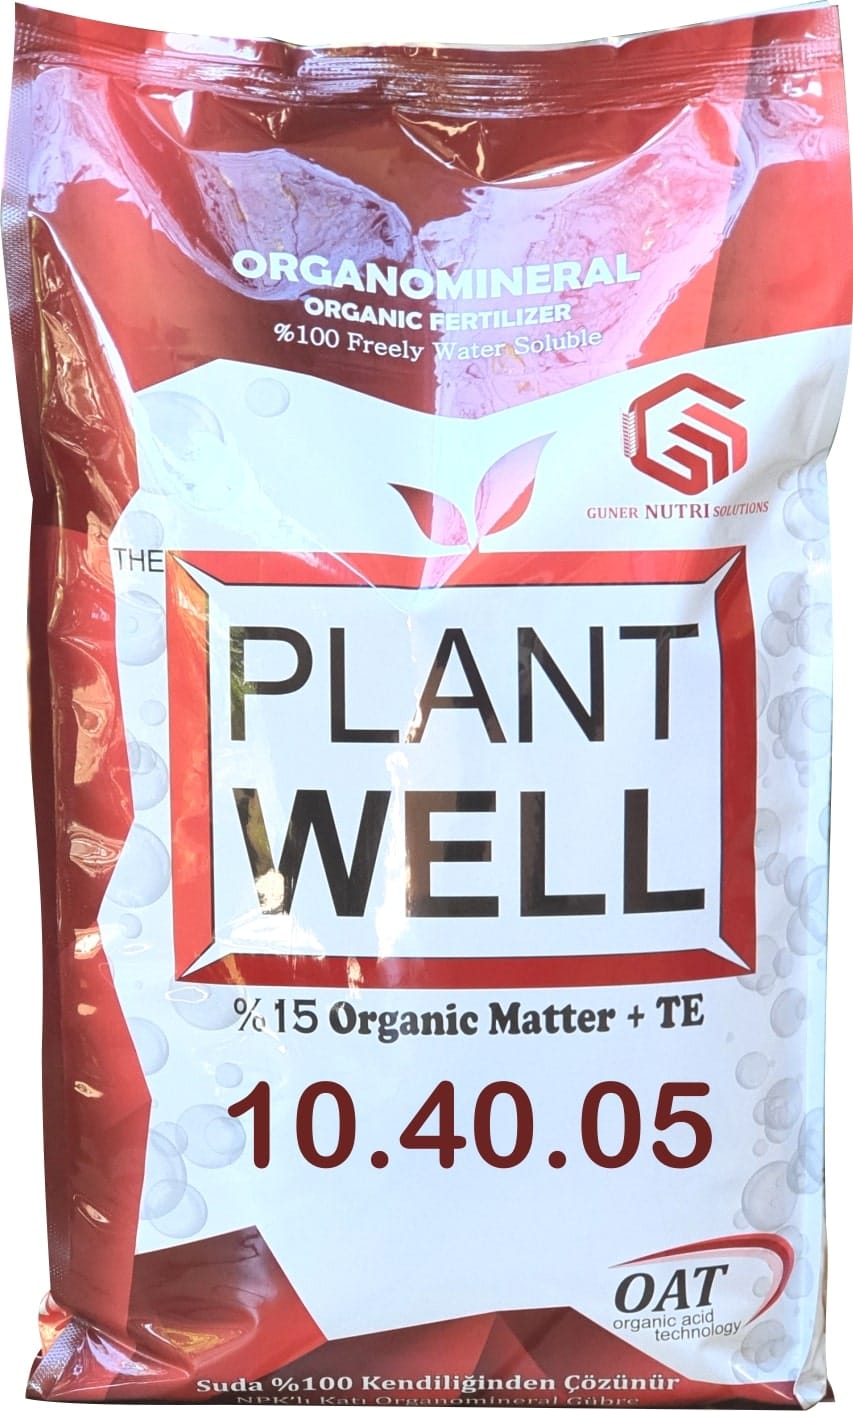 ORGANOMINERAL
ORGANIC FERTILIZER
%100 Freely Water Soluble
GUNER NUTRI SOLUTIONS
THE
PLANT
WELL
%15 Organic Matter + TE
10.40.05
OAT
organic acid
technology
Suda %100 Kendiliğinden Çözünür
NPK'lı Katı Organomineral Gübre